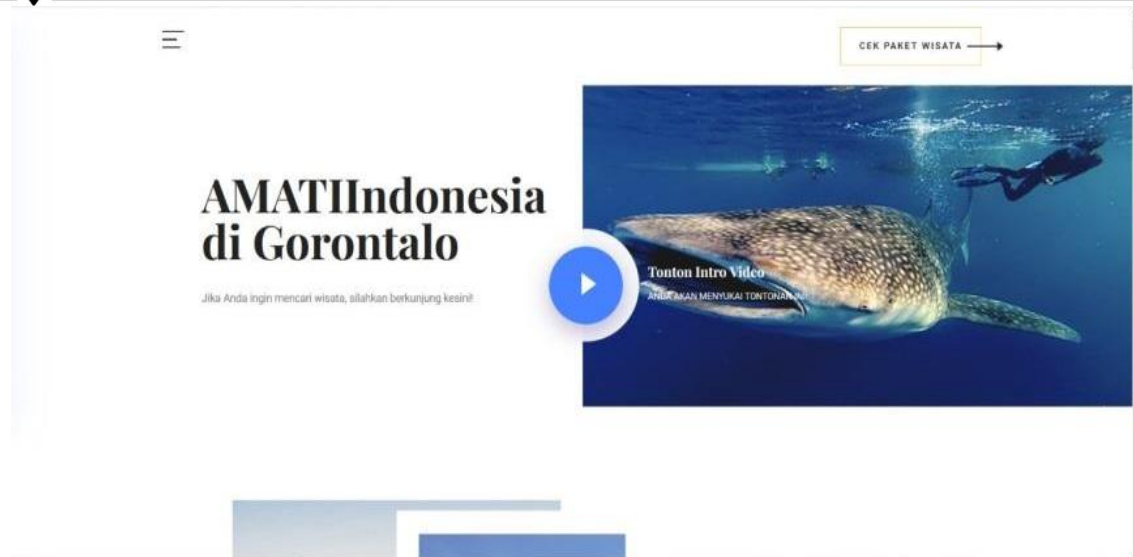 CEK PAKET WISATA
AMATIIndonesia
di Gorontalo
Jika Anda ingin mencari wisata, silahkan berkunjung kesini!
Tonton Intro Video
ANDA AKAN MENYUKAI TONTONAN INI